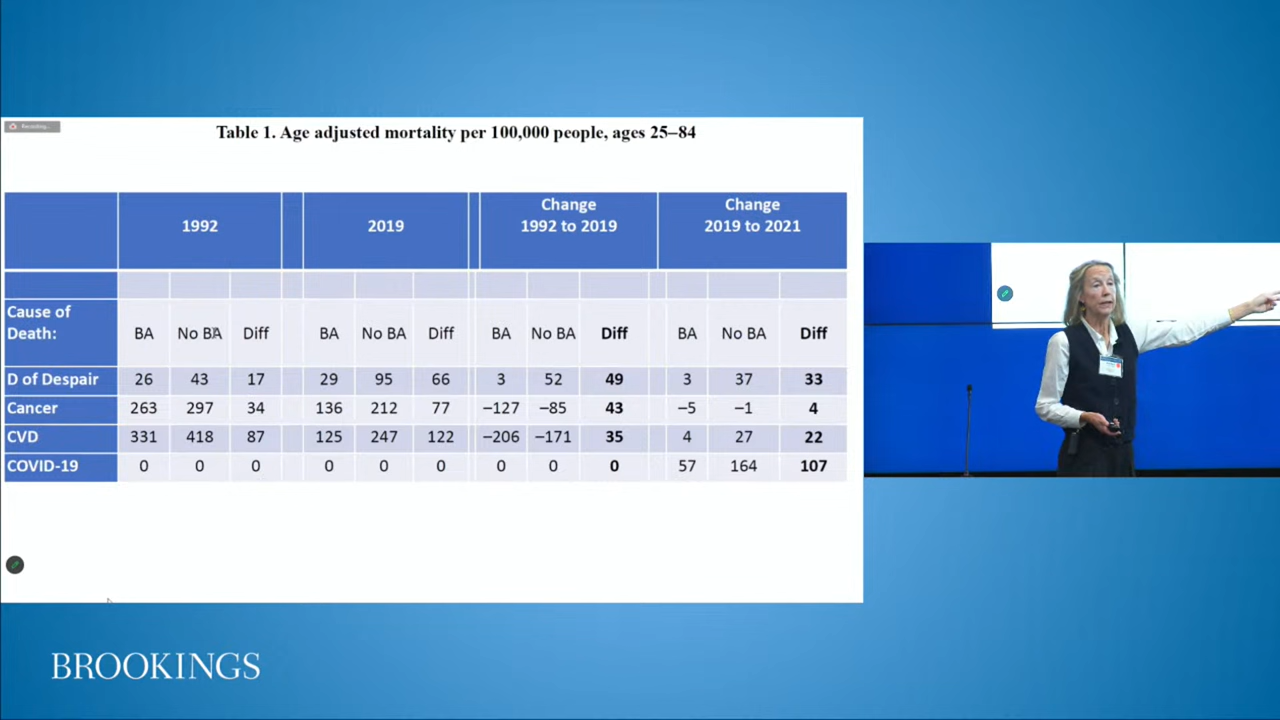 Recording...
Table 1. Age adjusted mortality per 100,000 people, ages 25–84
1992 2019 Change 1992 to 2019 Change 2019 to 2021
Cause of Death: BA No BA Diff BA No BA Diff BA No BA Diff BA No BA Diff
D of Despair 26 43 17 29 95 66 3 52 49 3 37 33
Cancer 263 297 34 136 212 77 –127 –85 43 –5 –1 4
CVD 331 418 87 125 247 122 –206 –171 35 4 27 22
COVID-19 0 0 0 0 0 0 0 0 0 57 164 107
BROOKINGS